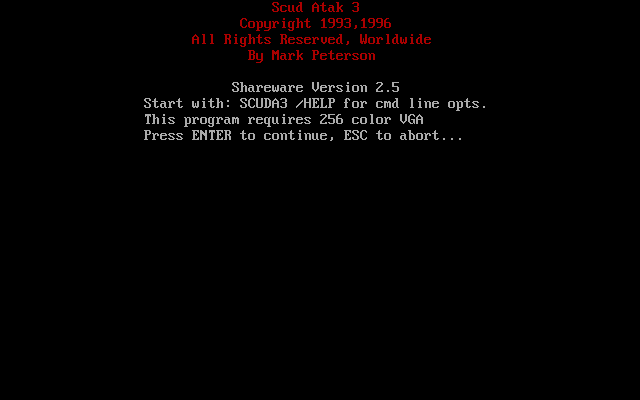 Scud Atak 3
Copyright 1993,1996
All Rights Reserved, Worldwide
By Mark Peterson
Shareware Version 2.5
Start with: SCUDA3 /HELP for cmd line opts.
This program requires 256 color VGA
Press ENTER to continue, ESC to abort...